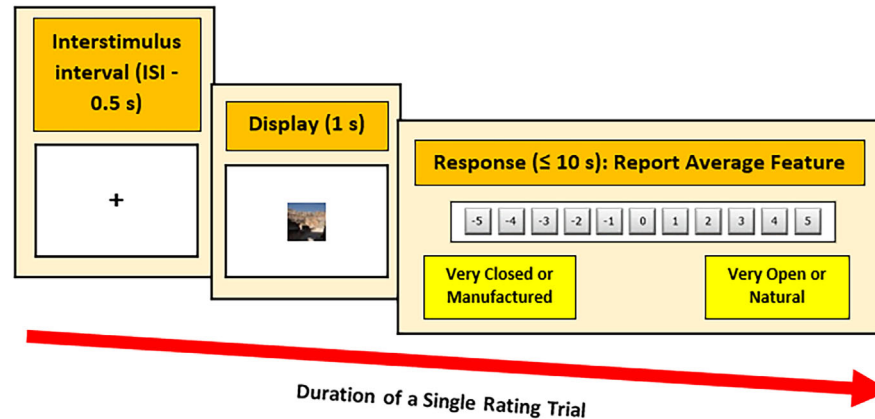 Interstimulus
interval (ISI -
0.5 s)
+
Display (1 s)
Response (≤ 10 s): Report Average Feature
-5 -4 -3 -2 -1 0 1 2 3 4 5
Very Closed or
Manufactured
Very Open or
Natural
Duration of a Single Rating Trial